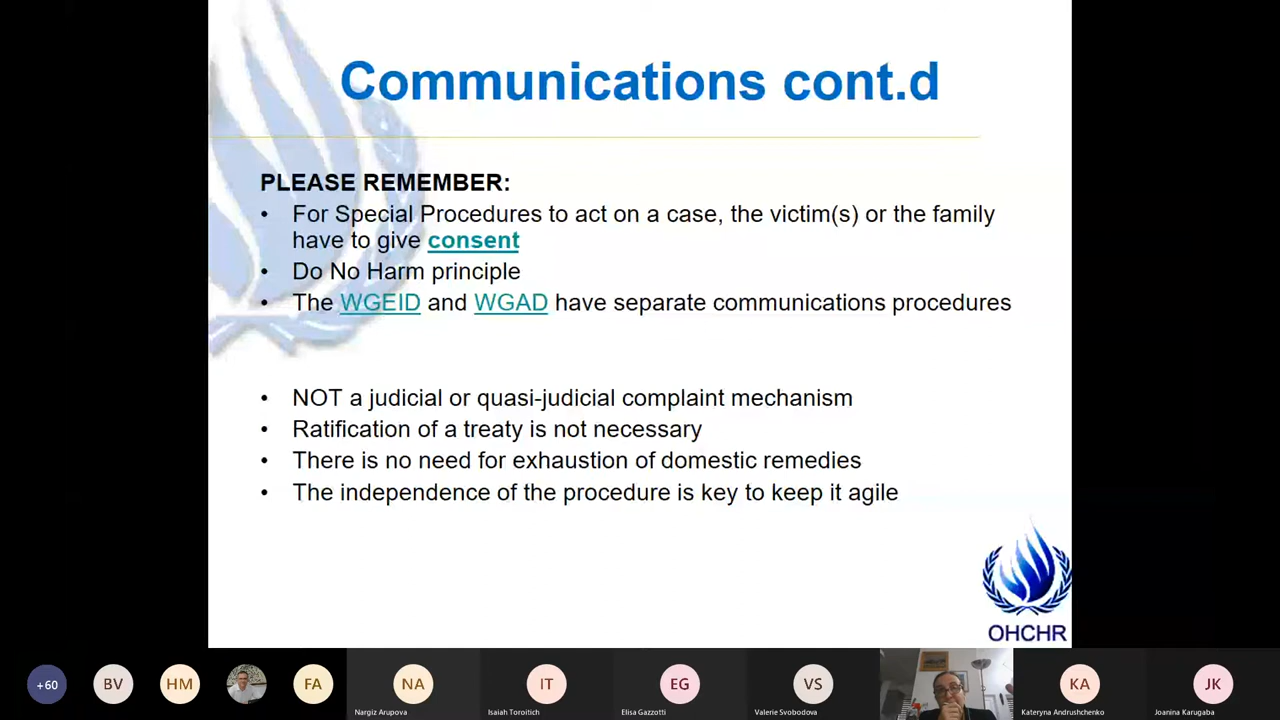 Communications cont.d
PLEASE REMEMBER:
• For Special Procedures to act on a case, the victim(s) or the family
have to give consent
• Do No Harm principle
• The WGEID and WGAD have separate communications procedures
• NOT a judicial or quasi-judicial complaint mechanism
• Ratification of a treaty is not necessary
• There is no need for exhaustion of domestic remedies
• The independence of the procedure is key to keep it agile
OHCHR
+60 BV HM FA NA IT EG VS KA JK
Nargiz Arupova Isaiah Toroitich Elisa Gazzotti Valerie Svobodova Kateryna Andrushchenko Joanina Karugaba